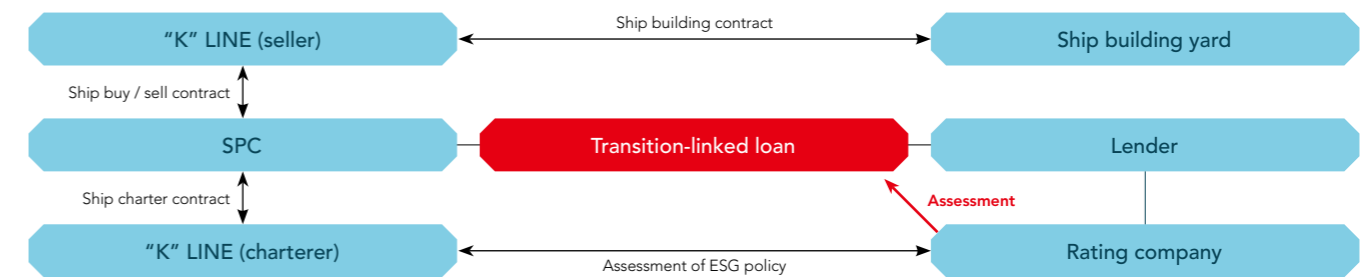 “K” LINE (seller)
Ship building contract
Ship building yard
Ship buy / sell contract
SPC
Transition-linked loan
Lender
Ship charter contract
Assessment
“K” LINE (charterer)
Assessment of ESG policy
Rating company